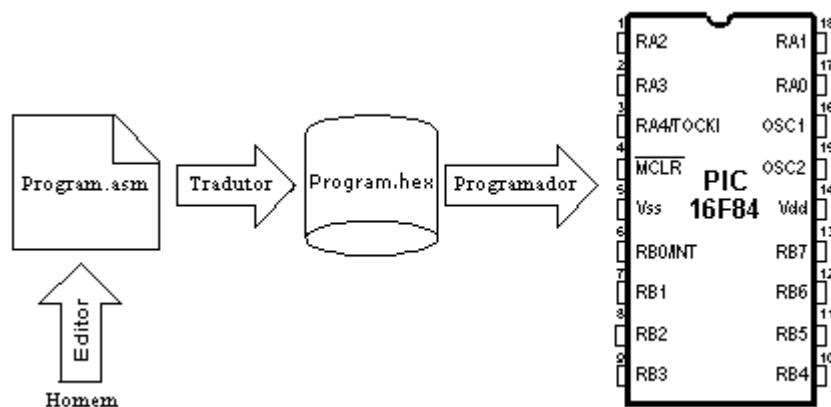 Program.asm
Tradutor
Program.hex
Programador
Editor
Homem
1 RA2 RA1 18
2 RA3 RA0 17
3 RA4/TOCKI OSC1 16
4 MCLR OSC2 15
PIC
16F84
5 Vss Vdd 14
6 RB0/INT RB7 13
7 RB1 RB6 12
8 RB2 RB5 11
9 RB3 RB4 10